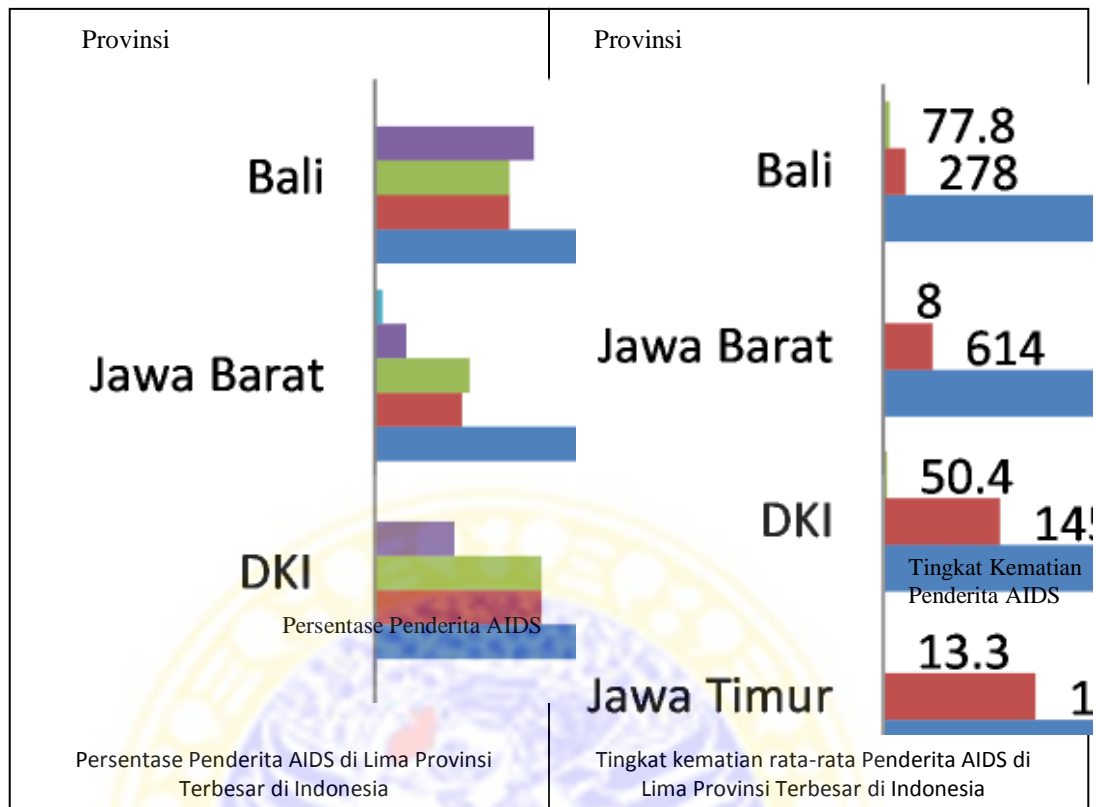 Provinsi
Bali
Jawa Barat
DKI
Persentase Penderita AIDS
Persentase Penderita AIDS di Lima Provinsi
Terbesar di Indonesia
Provinsi
77.8
Bali
278
8
Jawa Barat
614
50.4
DKI
145
Tingkat Kematian
Penderita AIDS
13.3
Jawa Timur
1
Tingkat kematian rata-rata Penderita AIDS di
Lima Provinsi Terbesar di Indonesia